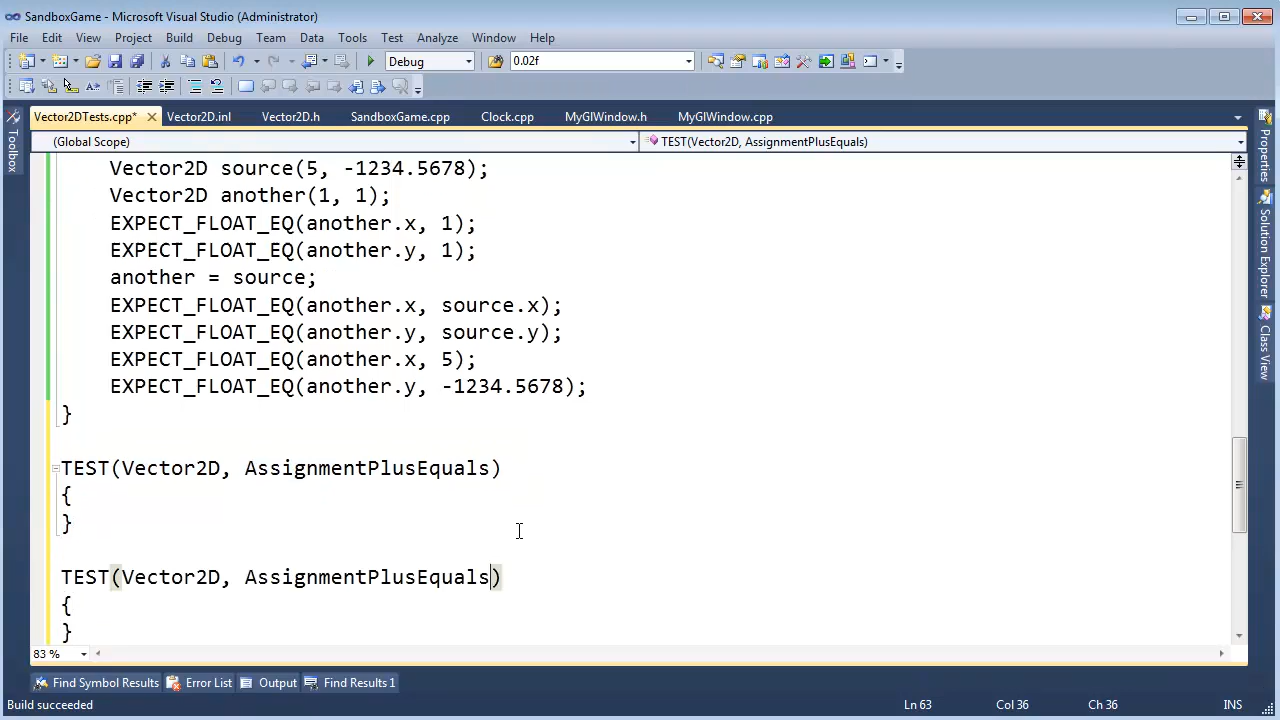 SandboxGame - Microsoft Visual Studio (Administrator)
File Edit View Project Build Debug Team Data Tools Test Analyze Window Help
Debug 0.02f
Vector2DTests.cpp* Vector2D.inl Vector2D.h SandboxGame.cpp Clock.cpp MyGlWindow.h MyGlWindow.cpp
(Global Scope) TEST(Vector2D, AssignmentPlusEquals)
Toolbox
Properties
Solution Explorer
Class View
Vector2D source(5, -1234.5678);
Vector2D another(1, 1);
EXPECT_FLOAT_EQ(another.x, 1);
EXPECT_FLOAT_EQ(another.y, 1);
another = source;
EXPECT_FLOAT_EQ(another.x, source.x);
EXPECT_FLOAT_EQ(another.y, source.y);
EXPECT_FLOAT_EQ(another.x, 5);
EXPECT_FLOAT_EQ(another.y, -1234.5678);
}
TEST(Vector2D, AssignmentPlusEquals)
{
}
TEST(Vector2D, AssignmentPlusEquals)
{
}
83 %
Find Symbol Results Error List Output Find Results 1
Build succeeded Ln 63 Col 36 Ch 36 INS